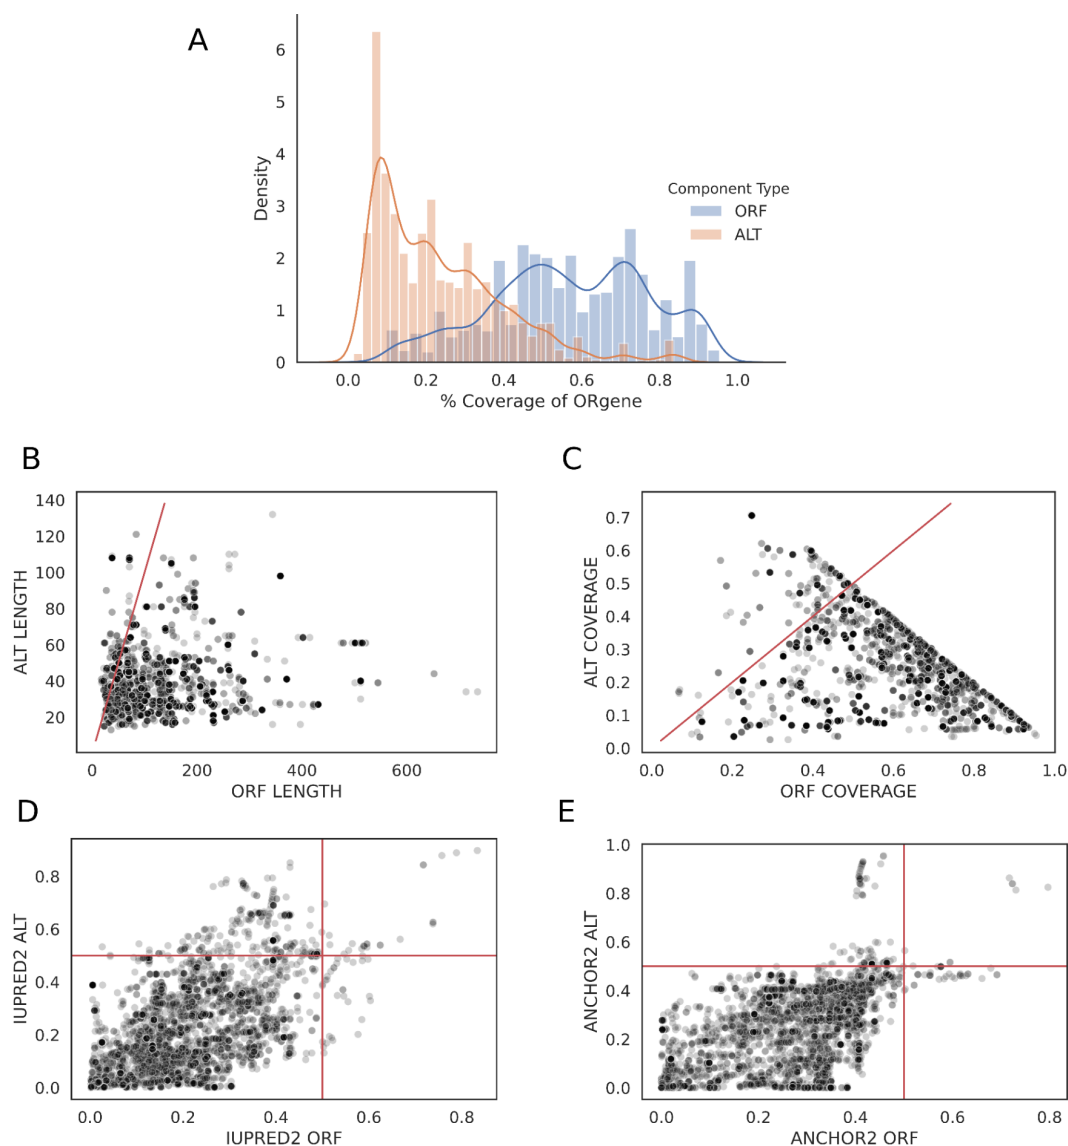 A
6
5
4
3
2
1
0
Density
0.0 0.2 0.4 0.6 0.8 1.0
% Coverage of ORgene
Component Type
ORF
ALT
B
140
120
100
80
60
40
20
ALT LENGTH
0 200 400 600
ORF LENGTH
C
0.7
0.6
0.5
0.4
0.3
0.2
0.1
0.0
ALT COVERAGE
0.0 0.2 0.4 0.6 0.8 1.0
ORF COVERAGE
D
0.8
0.6
0.4
0.2
0.0
IUPRED2 ALT
0.0 0.2 0.4 0.6 0.8
IUPRED2 ORF
E
1.0
0.8
0.6
0.4
0.2
0.0
ANCHOR2 ALT
0.0 0.2 0.4 0.6 0.8
ANCHOR2 ORF